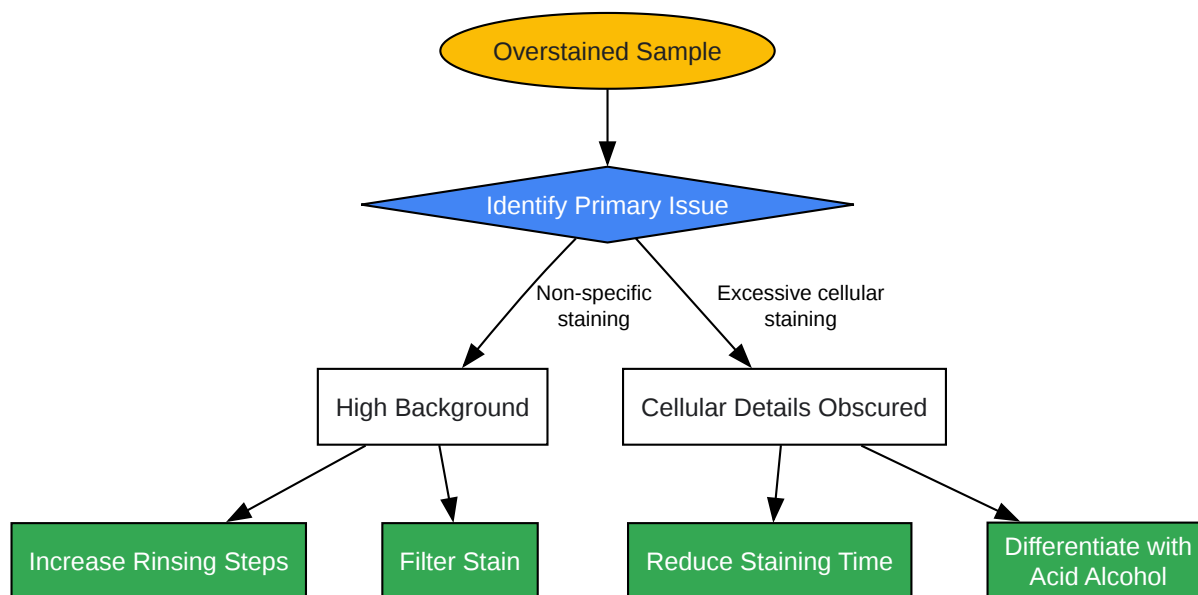 Overstained Sample
Identify Primary Issue
Non-specific
staining
Excessive cellular
staining
High Background
Cellular Details Obscured
Increase Rinsing Steps
Filter Stain
Reduce Staining Time
Differentiate with
Acid Alcohol